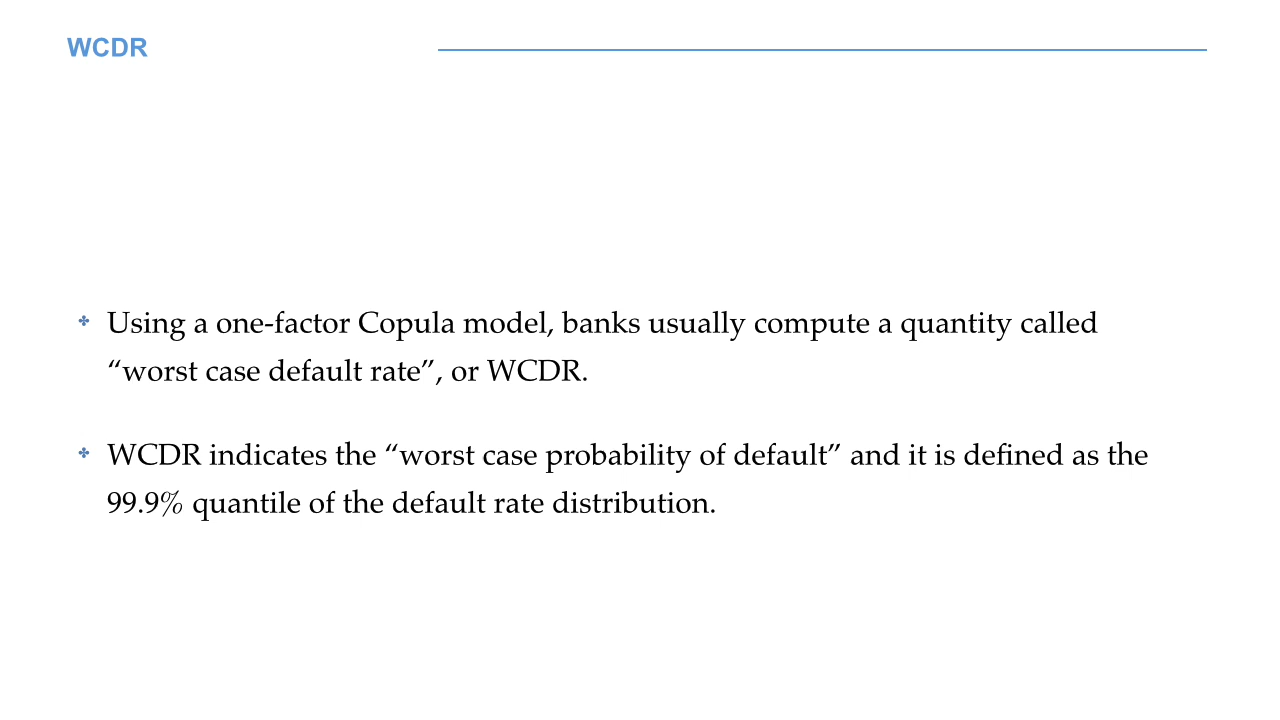 WCDR
Using a one-factor Copula model, banks usually compute a quantity called
“worst case default rate”, or WCDR.
WCDR indicates the “worst case probability of default” and it is defined as the
99.9% quantile of the default rate distribution.